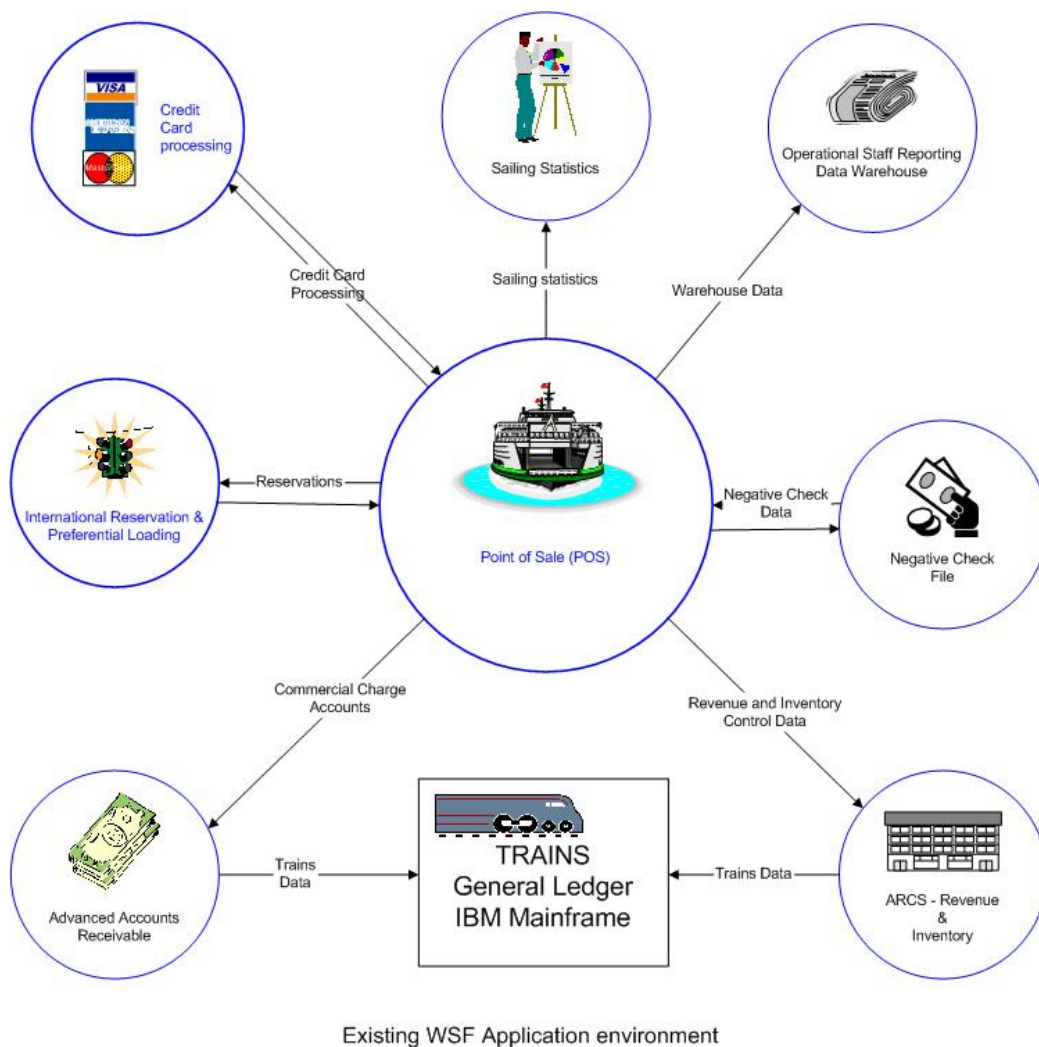 VISA
AMERICAN
EXPRESS
Master
Credit
Card
processing
Sailing Statistics
Operational Staff Reporting
Data Warehouse
Credit Card
Processing
Sailing statistics
Warehouse Data
Reservations
International Reservation &
Preferential Loading
Point of Sale (POS)
Negative Check
Data
Negative Check
File
Commercial Charge
Accounts
Revenue and Inventory
Control Data
Advanced Accounts
Receivable
Trains
Data
TRAINS
General Ledger
IBM Mainframe
Trains Data
ARCS - Revenue
&
Inventory
Existing WSF Application environment